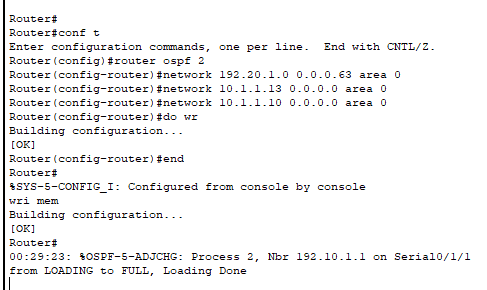 Router#
Router#conf t
Enter configuration commands, one per line.  End with CNTL/Z.
Router(config)#router ospf 2
Router(config-router)#network 192.20.1.0 0.0.0.63 area 0
Router(config-router)#network 10.1.1.13 0.0.0.0 area 0
Router(config-router)#network 10.1.1.10 0.0.0.0 area 0
Router(config-router)#do wr
Building configuration...
[OK]
Router(config-router)#end
Router#
%SYS-5-CONFIG_I: Configured from console by console
wri mem
Building configuration...
[OK]
Router#
00:29:23: %OSPF-5-ADJCHG: Process 2, Nbr 192.10.1.1 on Serial0/1/1
from LOADING to FULL, Loading Done